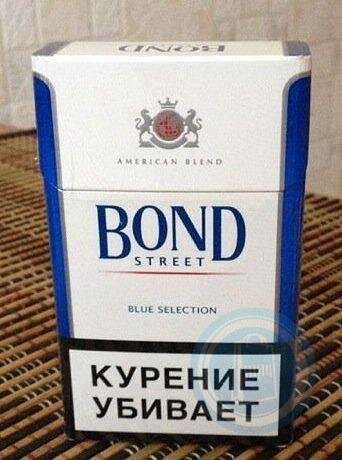 BOND
AMERICAN BLEND
BOND
STREET
BLUE SELECTION
КУРЕНИЕ
УБИВАЕТ